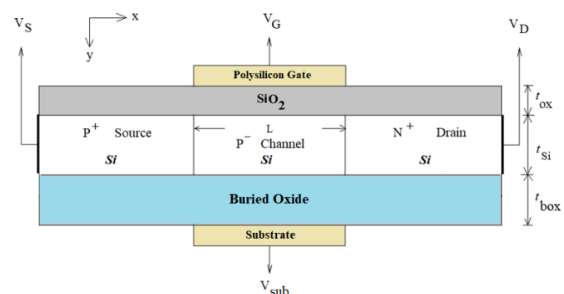 V_S
x
y
V_G
V_D
Polysilicon Gate
SiO_2
t_ox
P^+ Source
L
P^- Channel
N^+ Drain
Si
Si
Si
t_Si
Buried Oxide
t_box
Substrate
V_sub